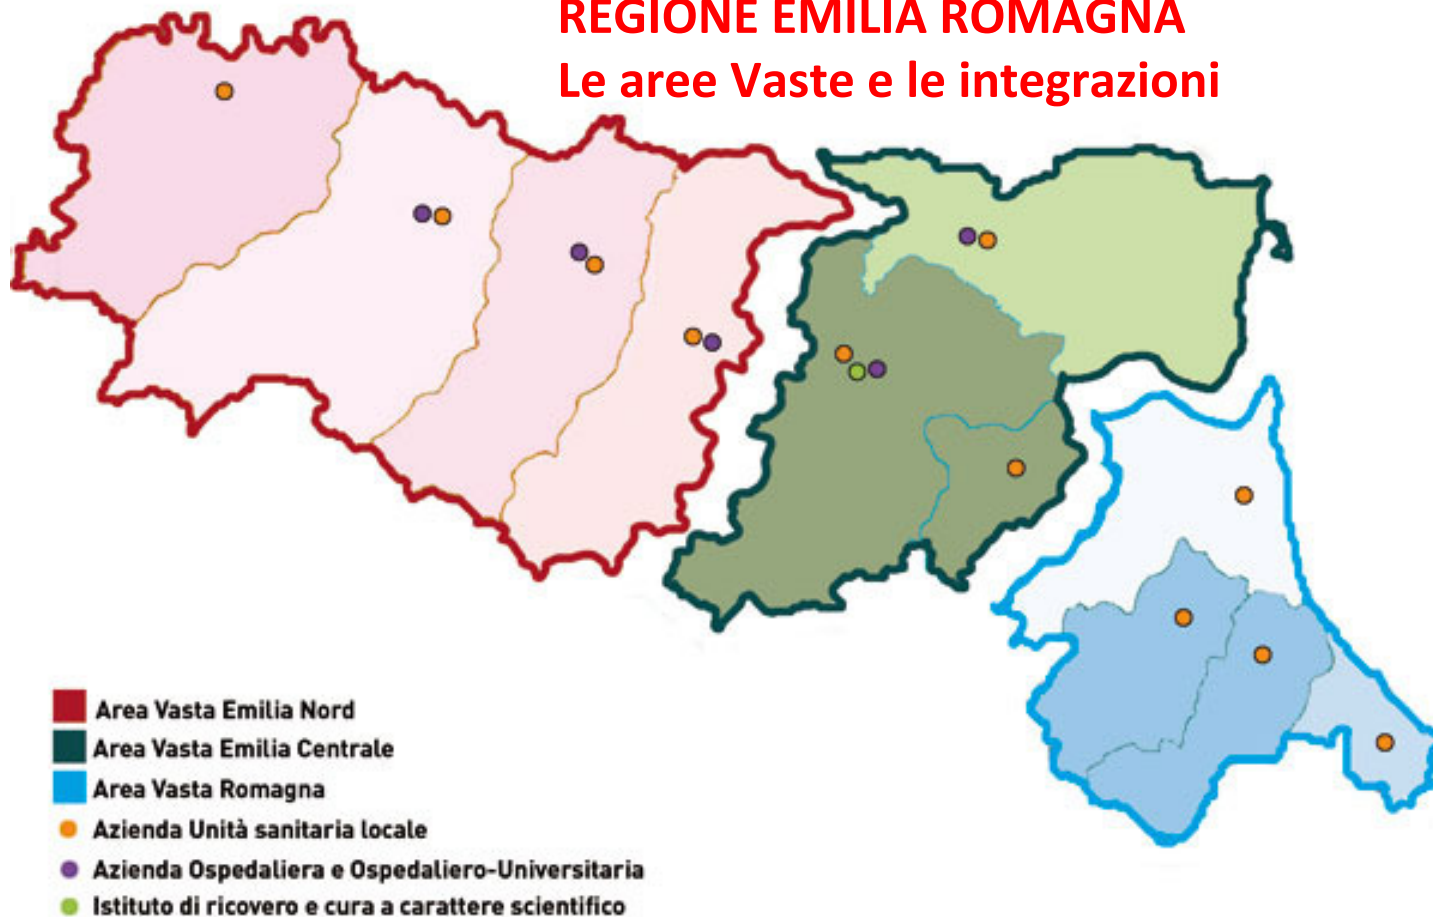 REGIONE EMILIA ROMAGNA
Le aree Vaste e le integrazioni
Area Vasta Emilia Nord
Area Vasta Emilia Centrale
Area Vasta Romagna
Azienda Unità sanitaria locale
Azienda Ospedaliera e Ospedaliero-Universitaria
Istituto di ricovero e cura a carattere scientifico